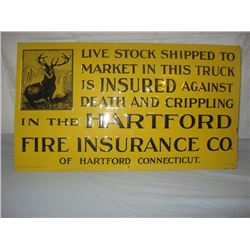 LIVE STOCK SHIPPED TO
MARKET IN THIS TRUCK
IS INSURED AGAINST
DEATH AND CRIPPLING
IN THE HARTFORD
FIRE INSURANCE CO.
OF HARTFORD CONNECTICUT.